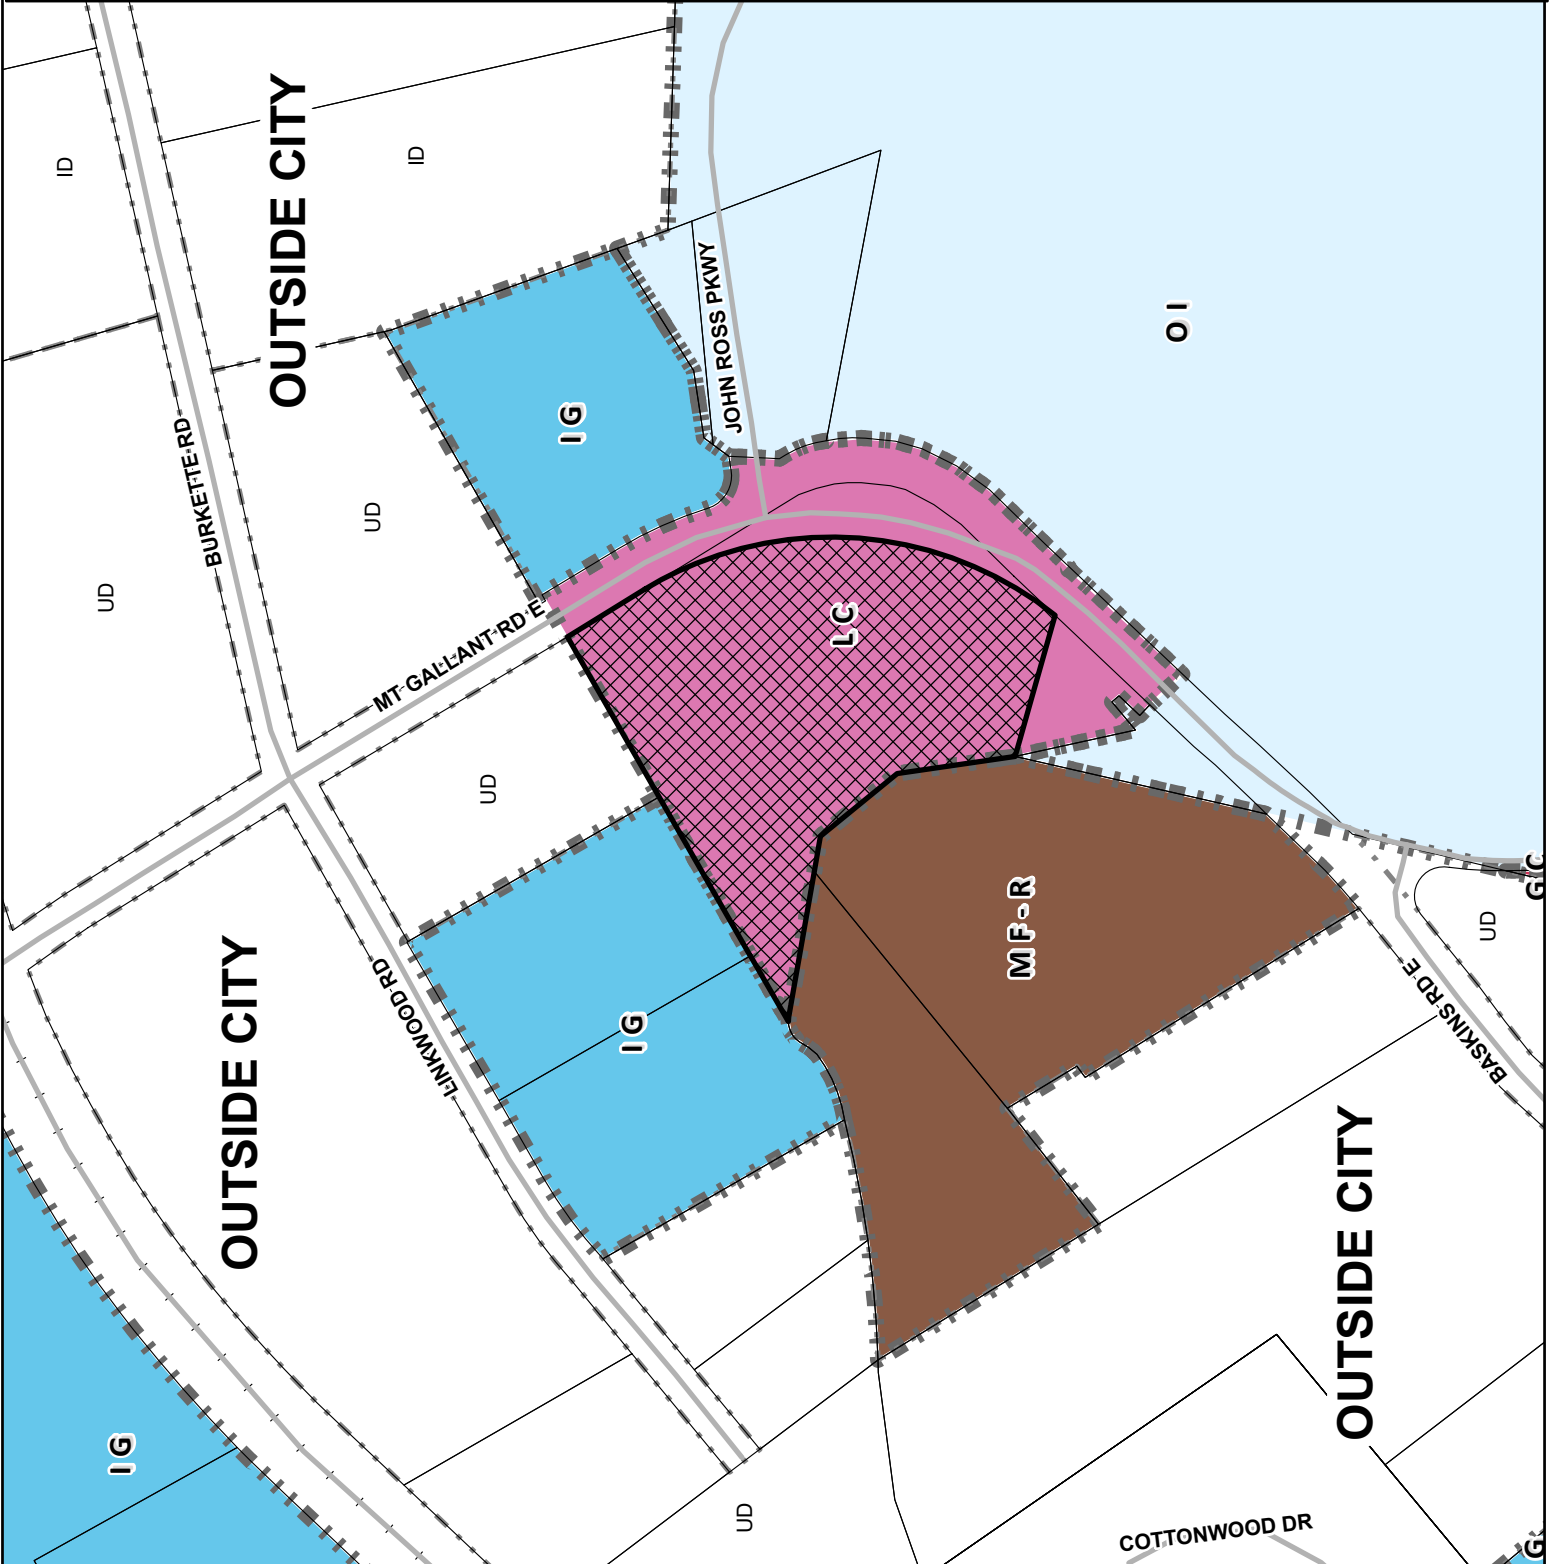 ID
OUTSIDE CITY
ID
JOHN ROSS PKWY
O I
I G
BURKETTE RD
UD
UD
MT GALLANT RD E
L C
UD
G C
UD
M F - R
OUTSIDE CITY
LINKWOOD RD
I G
BASKINS RD E
OUTSIDE CITY
I G
UD
COTTONWOOD DR